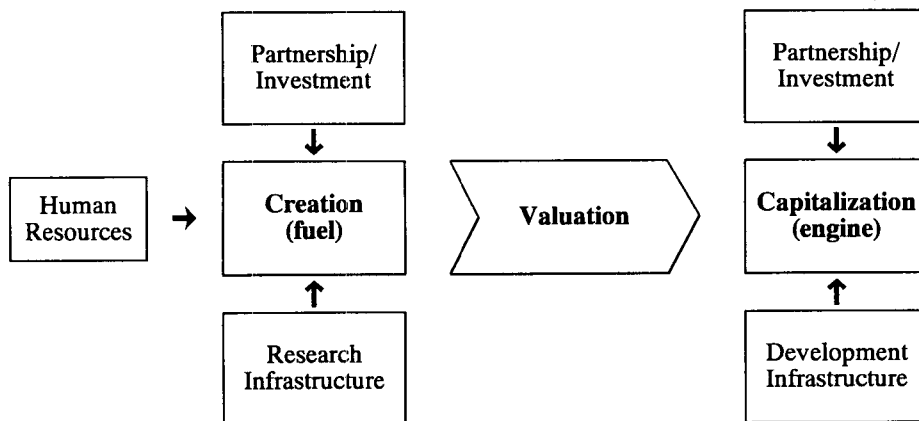 Partnership/
Investment
Partnership/
Investment
Human
Resources
Creation
(fuel)
Valuation
Capitalization
(engine)
Research
Infrastructure
Development
Infrastructure